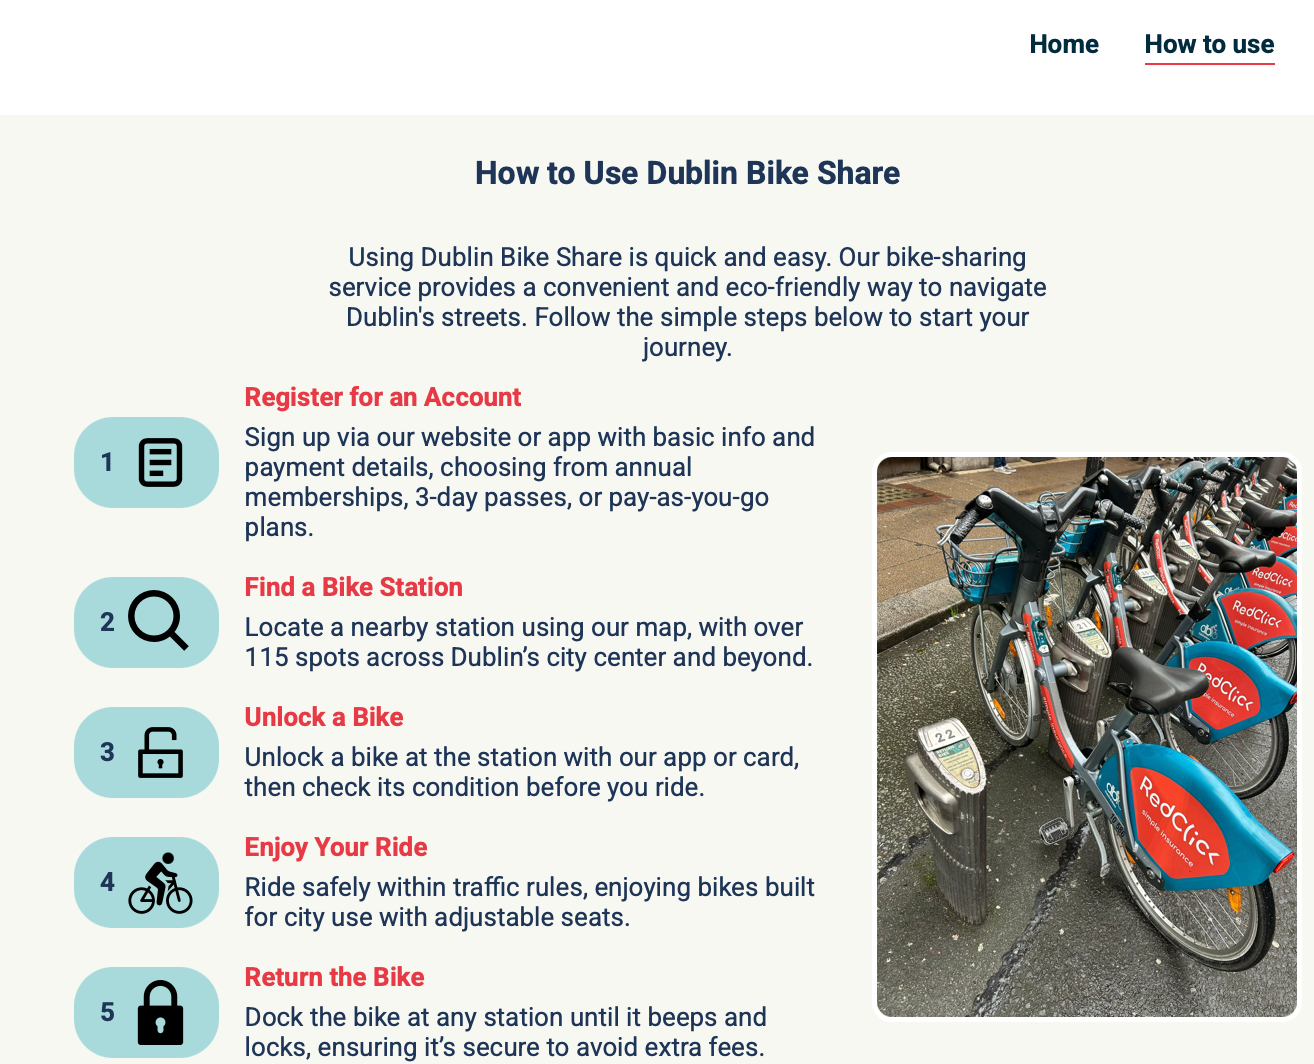 Home How to use
How to Use Dublin Bike Share
Using Dublin Bike Share is quick and easy. Our bike-sharing
service provides a convenient and eco-friendly way to navigate
Dublin's streets. Follow the simple steps below to start your
journey.
1
Register for an Account
Sign up via our website or app with basic info and
payment details, choosing from annual
memberships, 3-day passes, or pay-as-you-go
plans.
2
Find a Bike Station
Locate a nearby station using our map, with over
115 spots across Dublin’s city center and beyond.
3
Unlock a Bike
Unlock a bike at the station with our app or card,
then check its condition before you ride.
4
Enjoy Your Ride
Ride safely within traffic rules, enjoying bikes built
for city use with adjustable seats.
5
Return the Bike
Dock the bike at any station until it beeps and
locks, ensuring it’s secure to avoid extra fees.
RedClick
RedClick
RedClick
simple insurance
21
22
RedClick
simple insurance